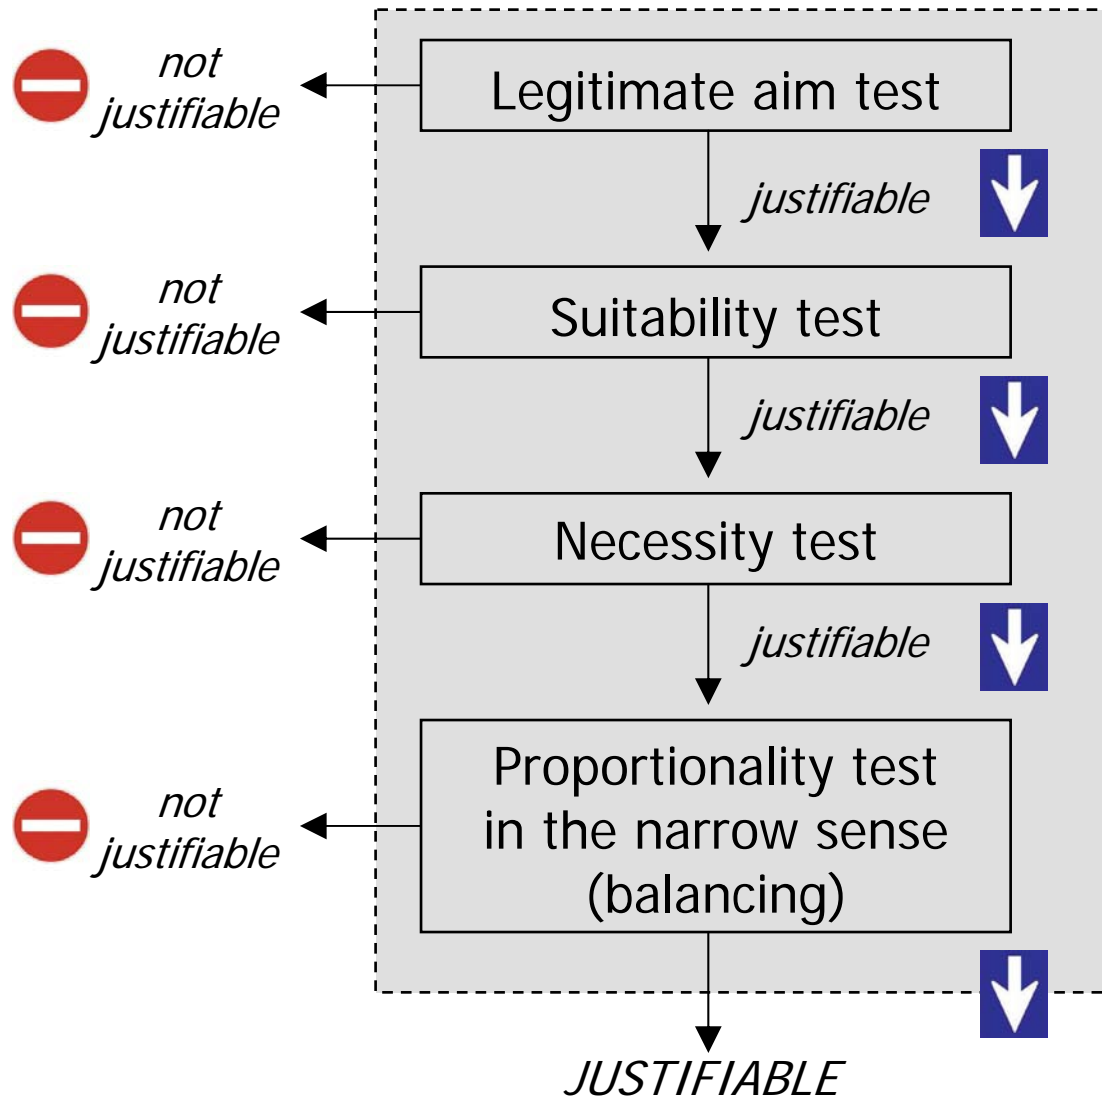 not
justifiable
Legitimate aim test
justifiable
not
justifiable
Suitability test
justifiable
not
justifiable
Necessity test
justifiable
not
justifiable
Proportionality test
in the narrow sense
(balancing)
JUSTIFIABLE